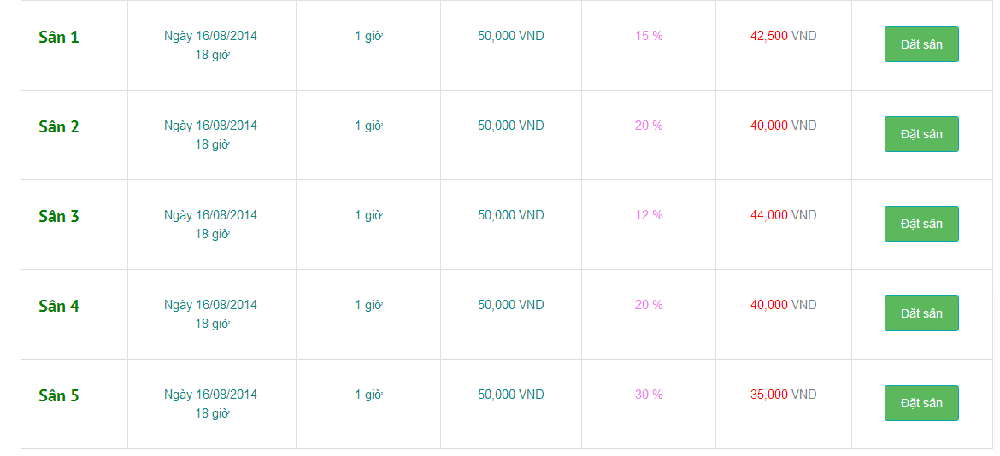 Sân 1 Ngày 16/08/2014 1 giờ 50,000 VND 15 % 42,500 VND Đặt sân
18 giờ
Sân 2 Ngày 16/08/2014 1 giờ 50,000 VND 20 % 40,000 VND Đặt sân
18 giờ
Sân 3 Ngày 16/08/2014 1 giờ 50,000 VND 12 % 44,000 VND Đặt sân
18 giờ
Sân 4 Ngày 16/08/2014 1 giờ 50,000 VND 20 % 40,000 VND Đặt sân
18 giờ
Sân 5 Ngày 16/08/2014 1 giờ 50,000 VND 30 % 35,000 VND Đặt sân
18 giờ